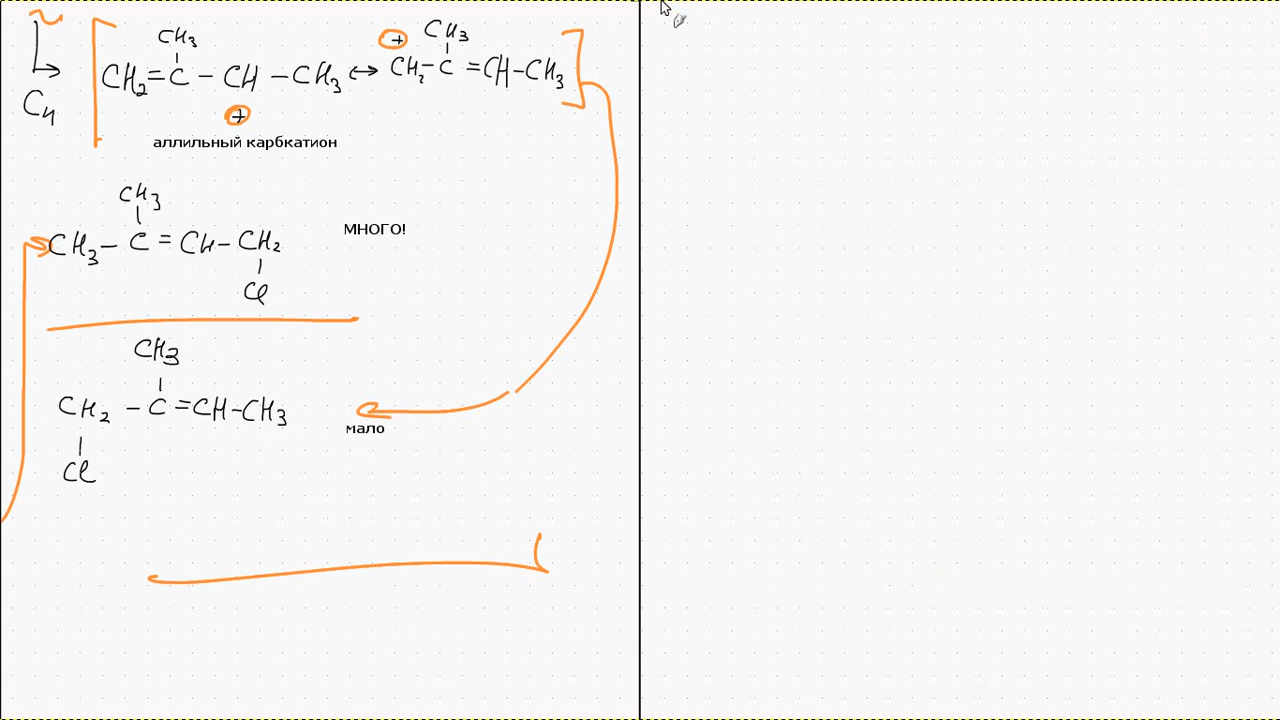 CH3 CH3
+
CH2=C – CH – CH3 ↔ CH2–C=CH–CH3
C4
+
аллильный карбкатион
CH3
CH3–C=CH–CH2
МНОГО!
Cl
CH3
CH2–C=CH–CH3
мало
Cl